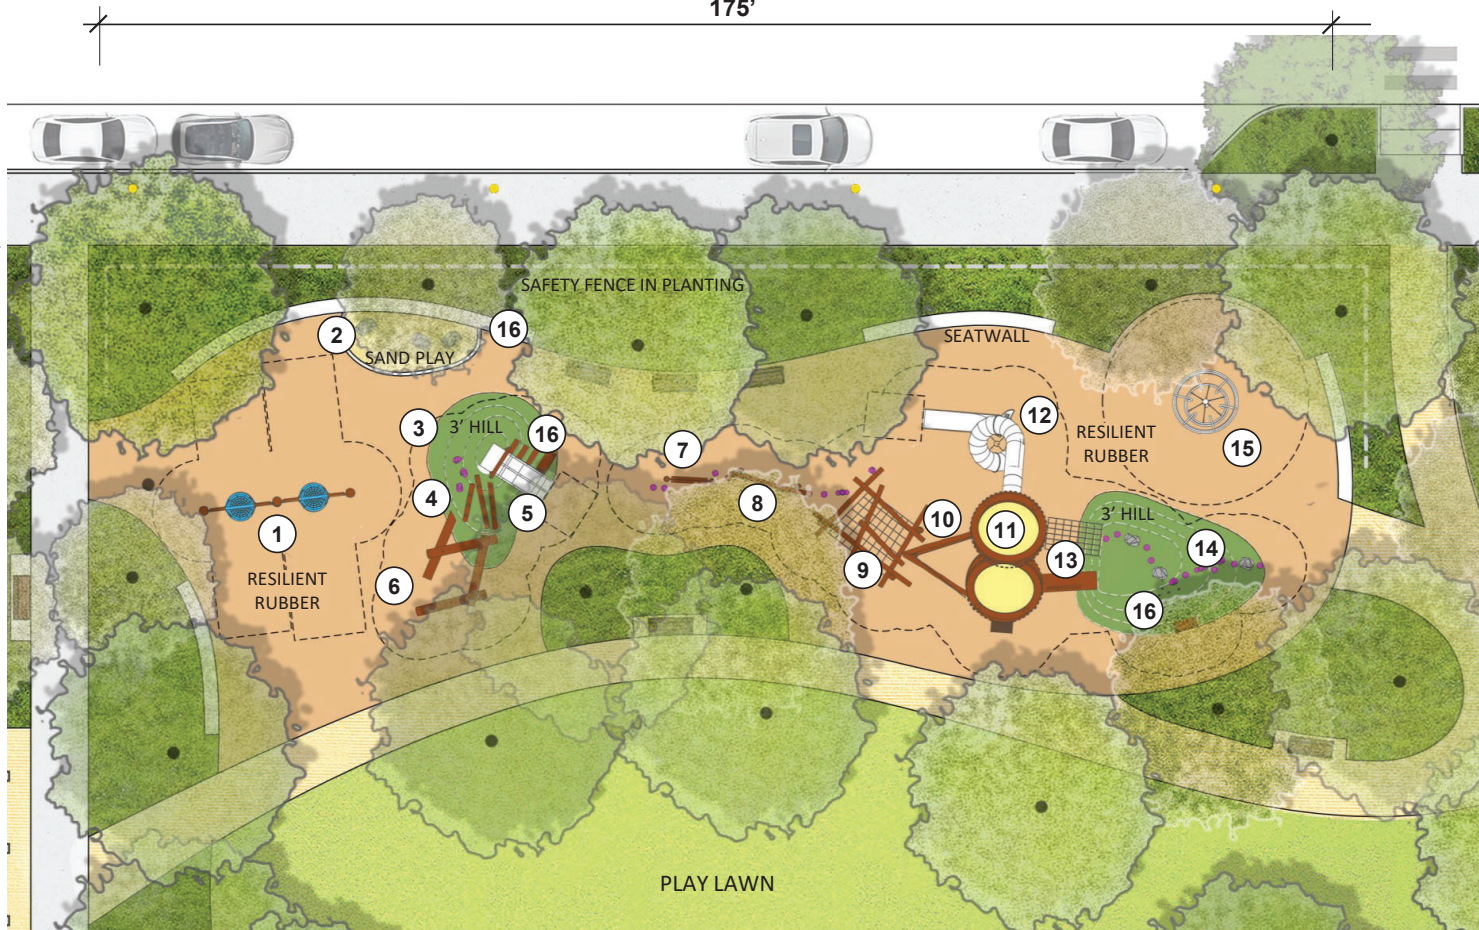 175'
SAFETY FENCE IN PLANTING
2
16
SEATWALL
SAND PLAY
3
3' HILL
16
12
RESILIENT
RUBBER
7
15
4
5
8
10
11
3' HILL
1
14
9
13
6
RESILIENT
RUBBER
16
PLAY LAWN